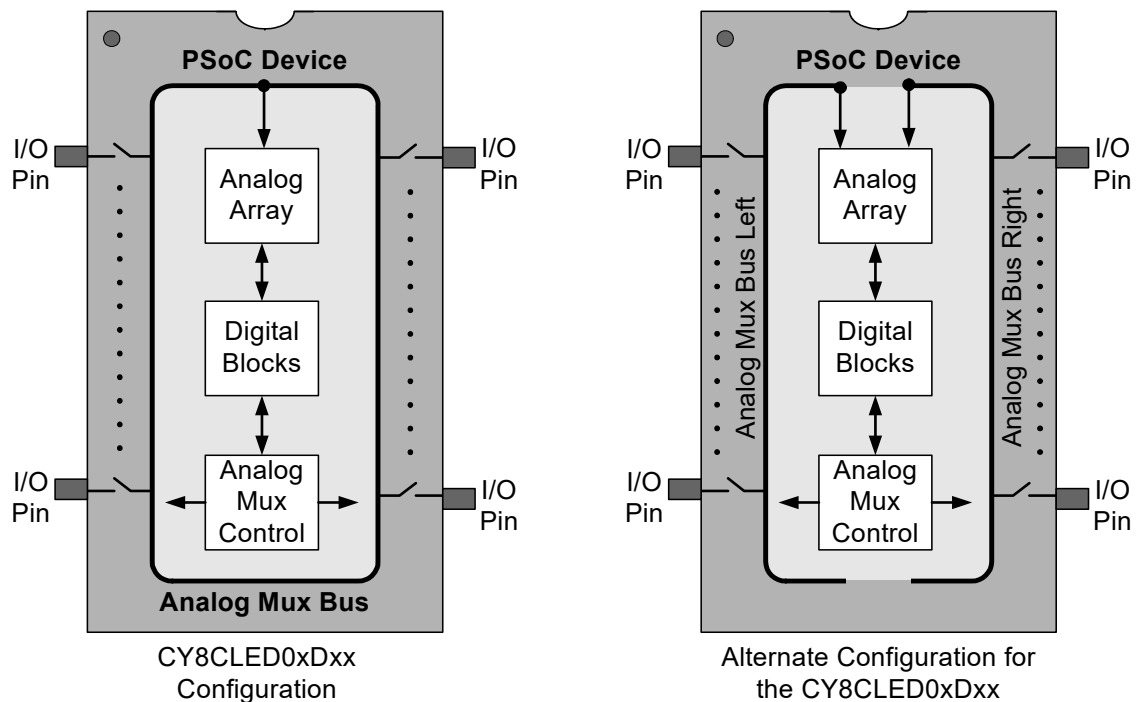 PSoC Device
I/O
Pin
I/O
Pin
Analog
Array
Digital
Blocks
I/O
Pin
I/O
Pin
Analog
Mux
Control
Analog Mux Bus
CY8CLED0xDxx
Configuration
PSoC Device
I/O
Pin
I/O
Pin
Analog
Array
Analog Mux Bus Left
Analog Mux Bus Right
Digital
Blocks
I/O
Pin
I/O
Pin
Analog
Mux
Control
Alternate Configuration for
the CY8CLED0xDxx